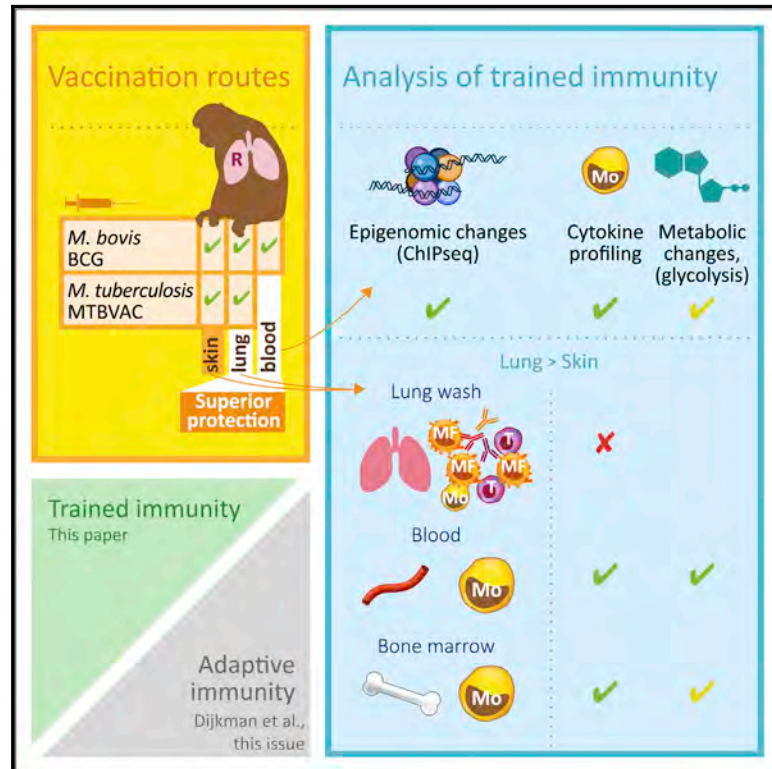 Vaccination routes
R
M. bovis
BCG
M. tuberculosis
MTBVAC
skin
lung
blood
Superior
protection
Trained immunity
This paper
Adaptive
immunity
Dijkman et al.,
this issue
Analysis of trained immunity
Mo
Epigenomic changes
(ChIPseq)
Cytokine
profiling
Metabolic
changes,
(glycolysis)
Lung > Skin
Lung wash
MF
T
MF
MF
Mo
T
Blood
Mo
Bone marrow
Mo